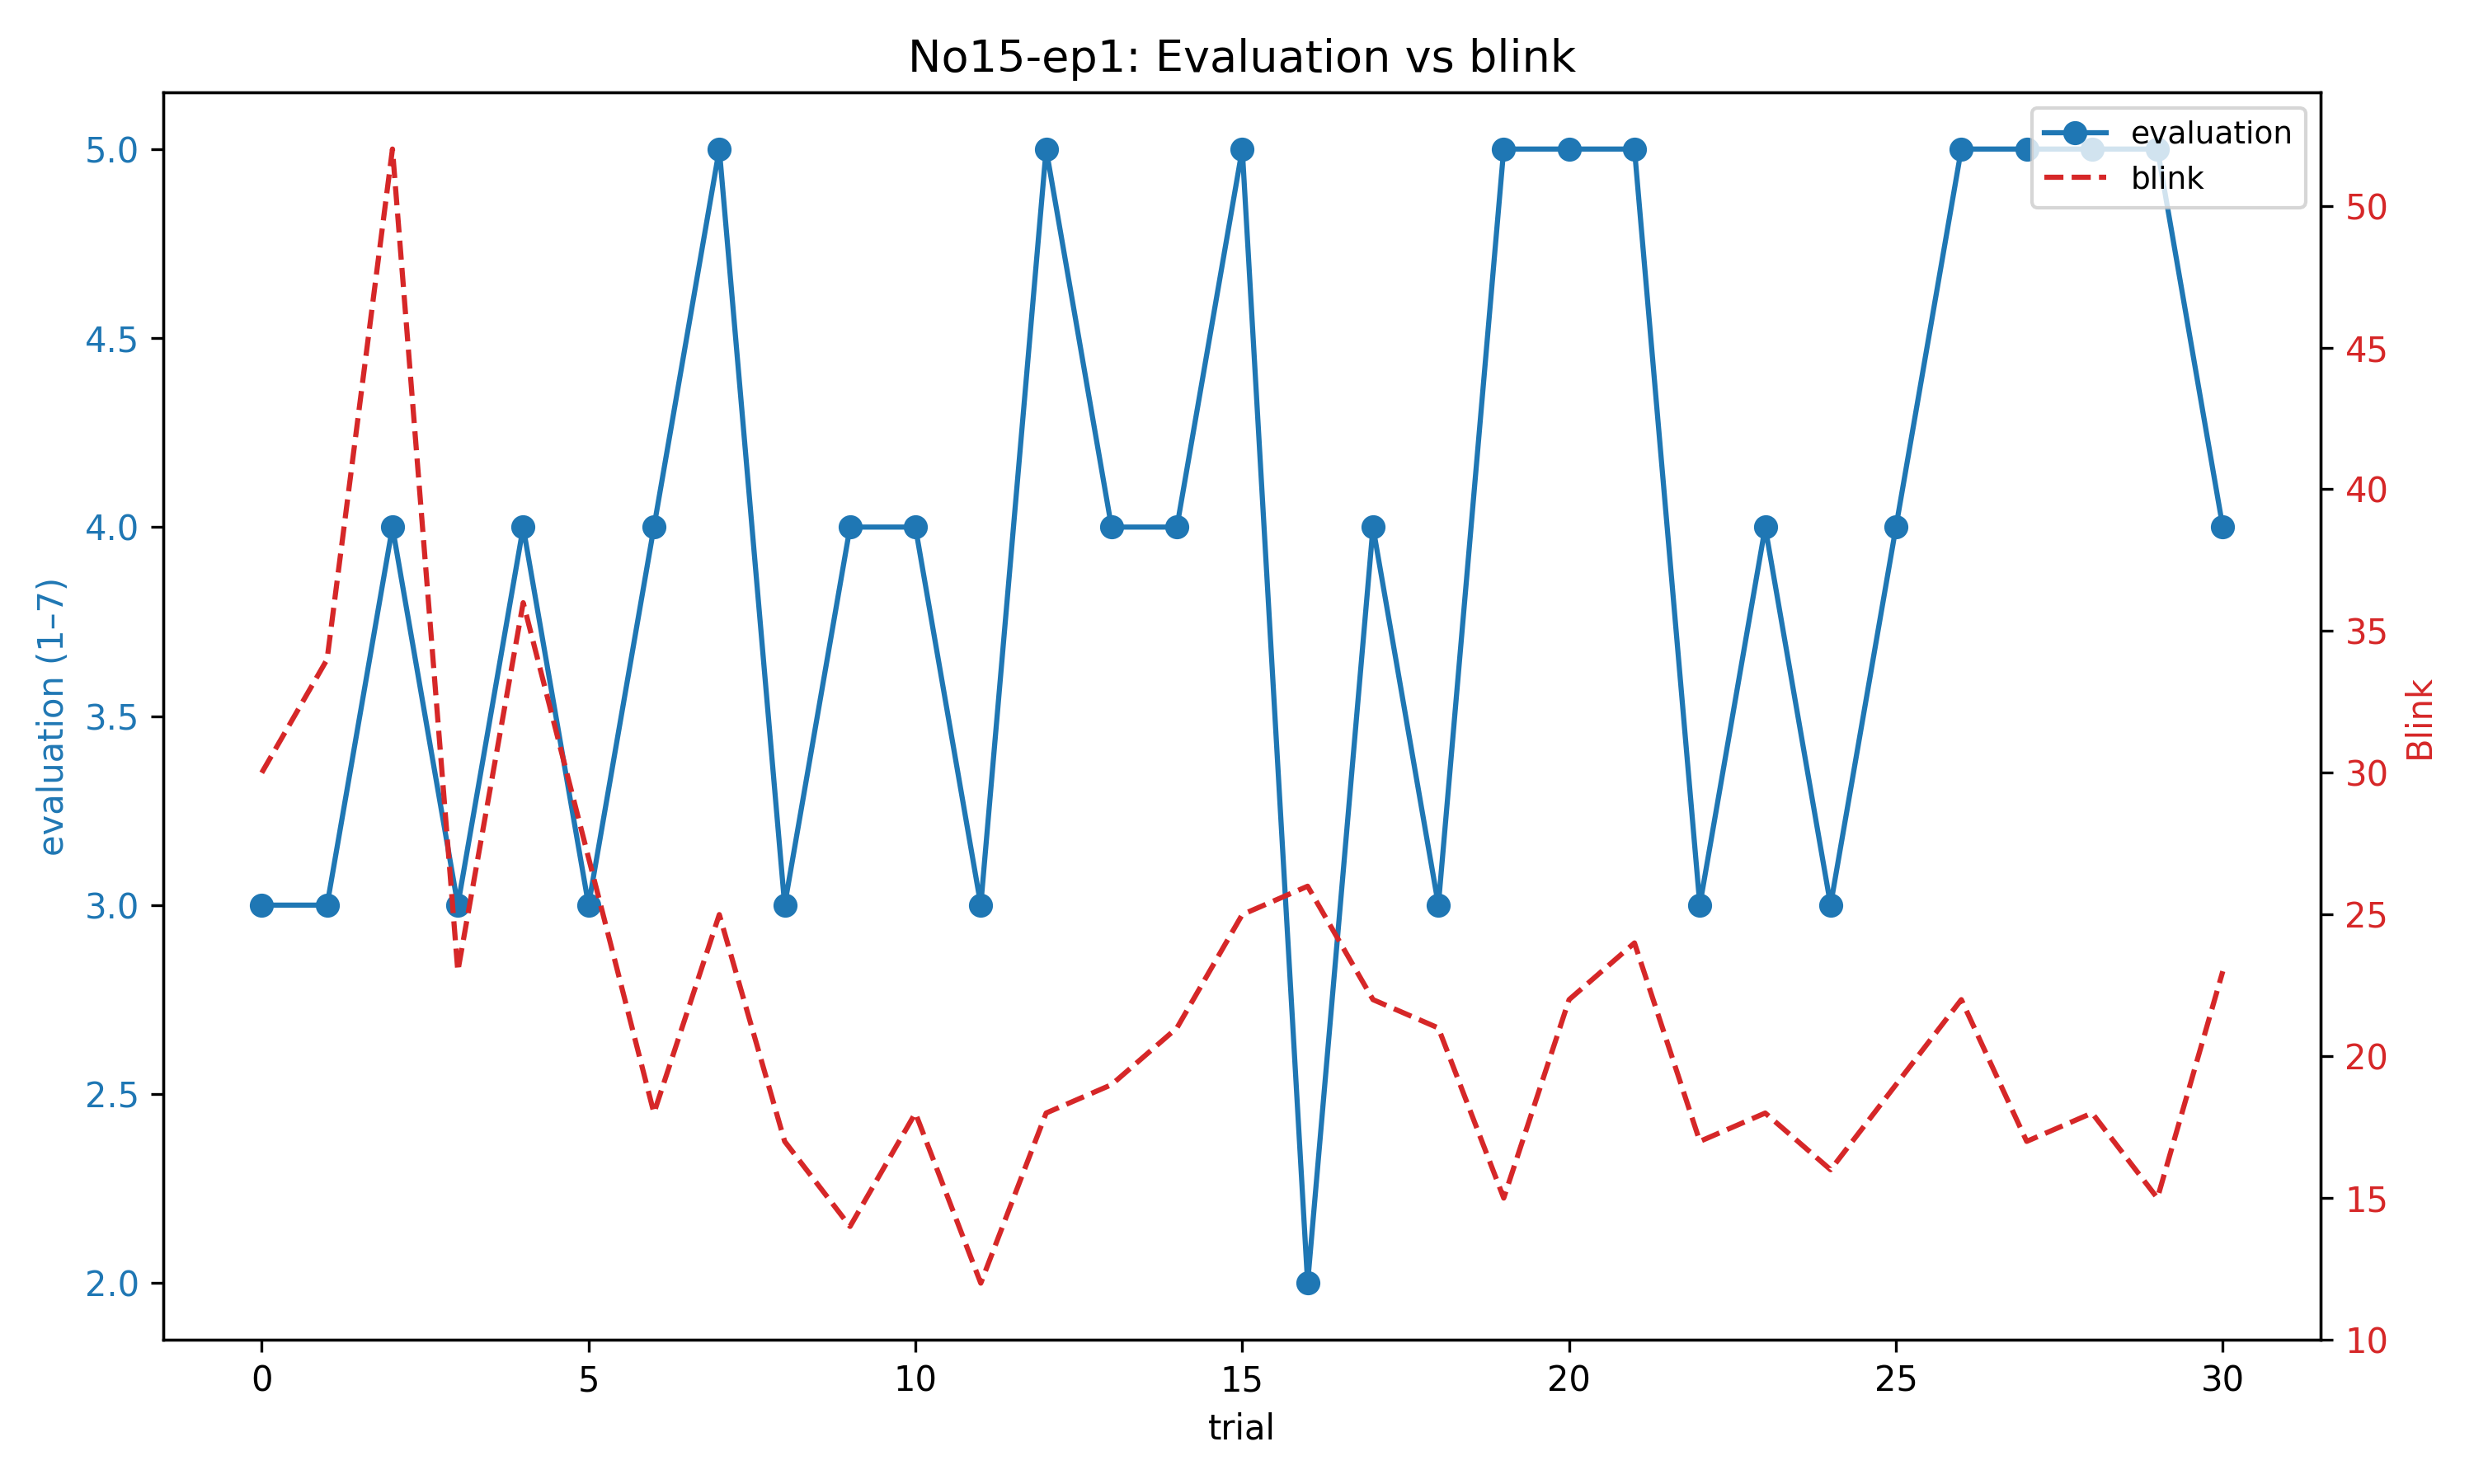 No15-ep1: Evaluation vs blink
evaluation
blink
5.0
4.5
4.0
3.5
3.0
2.5
2.0
evaluation (1–7)
50
45
40
35
30
25
20
15
10
Blink
0 5 10 15 20 25 30
trial